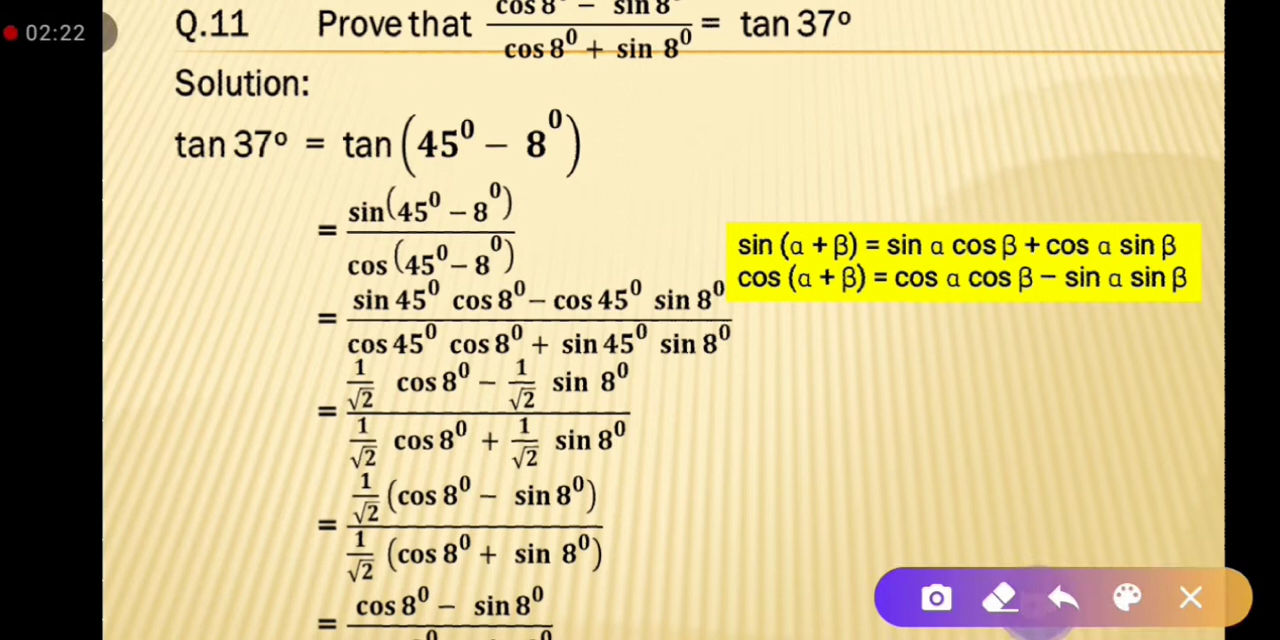 02:22
Q.11 Prove that (cos 8⁰ − sin 8⁰)/(cos 8⁰ + sin 8⁰) = tan 37º
Solution:
tan 37º = tan (45⁰ − 8⁰)
= sin(45⁰ − 8⁰)/cos (45⁰ − 8⁰)
sin (α + β) = sin α cos β + cos α sin β
cos (α + β) = cos α cos β − sin α sin β
= (sin 45⁰ cos 8⁰ − cos 45⁰ sin 8⁰)/(cos 45⁰ cos 8⁰ + sin 45⁰ sin 8⁰)
= (1/√2 cos 8⁰ − 1/√2 sin 8⁰)/(1/√2 cos 8⁰ + 1/√2 sin 8⁰)
= 1/√2 (cos 8⁰ − sin 8⁰)/1/√2 (cos 8⁰ + sin 8⁰)
= cos 8⁰ − sin 8⁰